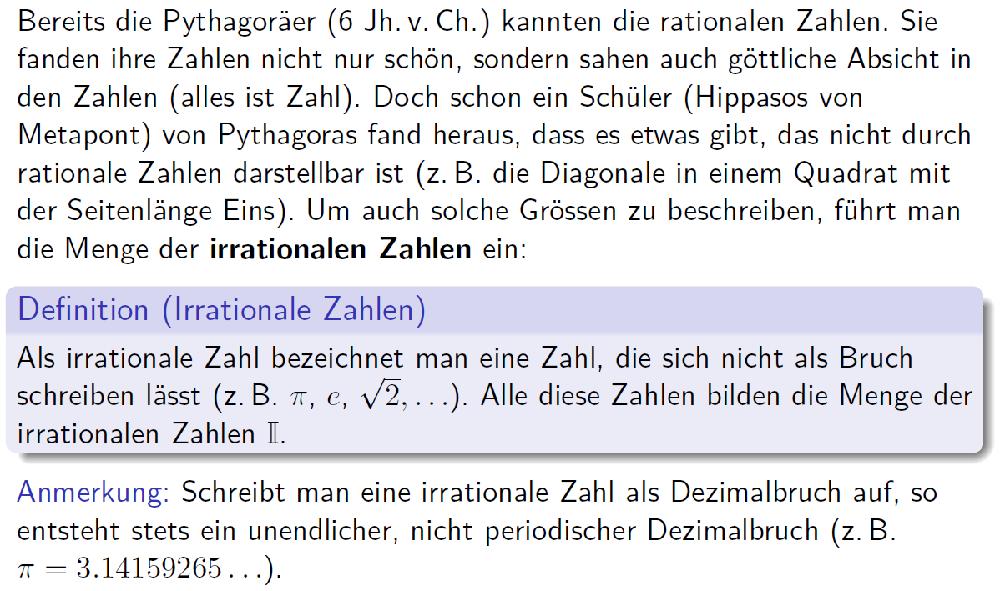 Bereits die Pythagoräer (6 Jh. v. Ch.) kannten die rationalen Zahlen. Sie
fanden ihre Zahlen nicht nur schön, sondern sahen auch göttliche Absicht in
den Zahlen (alles ist Zahl). Doch schon ein Schüler (Hippasos von
Metapont) von Pythagoras fand heraus, dass es etwas gibt, das nicht durch
rationale Zahlen darstellbar ist (z. B. die Diagonale in einem Quadrat mit
der Seitenlänge Eins). Um auch solche Grössen zu beschreiben, führt man
die Menge der irrationalen Zahlen ein:
Definition (Irrationale Zahlen)
Als irrationale Zahl bezeichnet man eine Zahl, die sich nicht als Bruch
schreiben lässt (z. B. π, e, √2, . . .). Alle diese Zahlen bilden die Menge der
irrationalen Zahlen 𝕀.
Anmerkung: Schreibt man eine irrationale Zahl als Dezimalbruch auf, so
entsteht stets ein unendlicher, nicht periodischer Dezimalbruch (z. B.
π = 3.14159265 . . .).